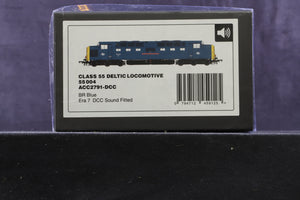 CLASS 55 DELTIC LOCOMOTIVE
55 004
ACC2791-DCC
BR Blue
Era 7 DCC Sound Fitted